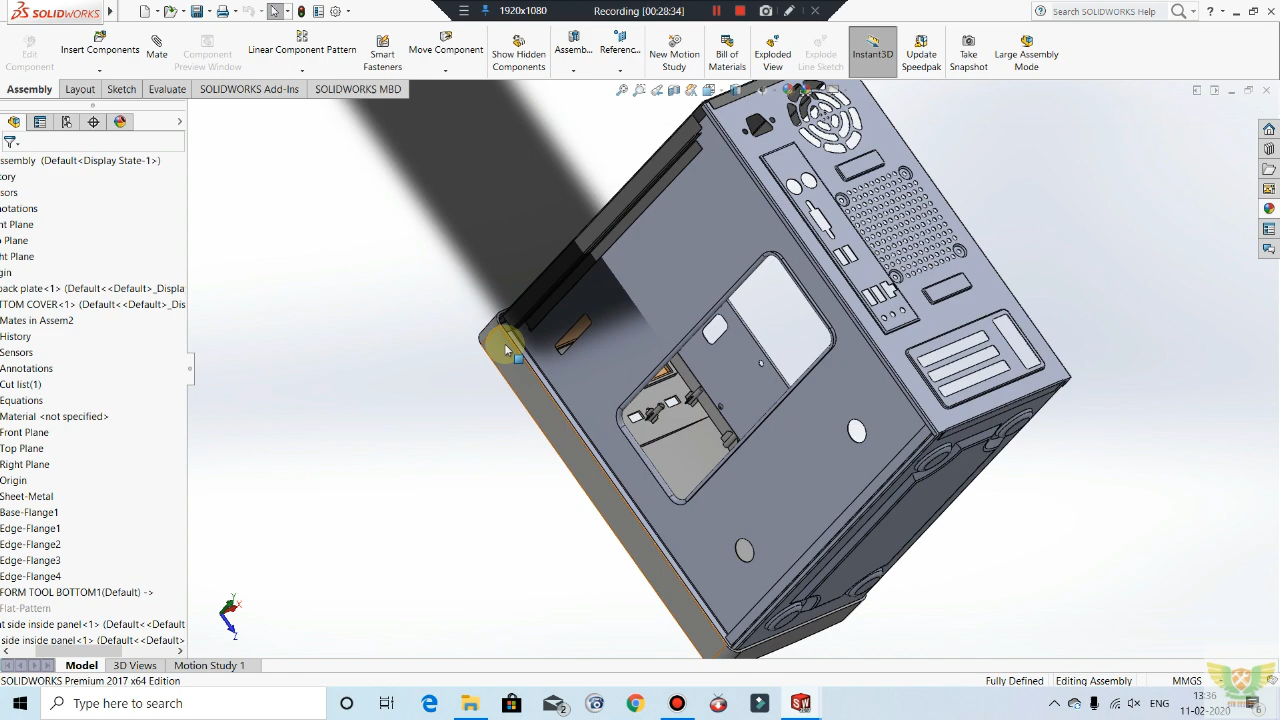 SOLIDWORKS
1920x1080
Recording [00:28:34]
Search SOLIDWORKS Help
Edit Component
Insert Components
Mate
Component Preview Window
Linear Component Pattern
Smart Fasteners
Move Component
Show Hidden Components
Assemb...
Referenc...
New Motion Study
Bill of Materials
Exploded View
Explode Line Sketch
Instant3D
Update Speedpak
Take Snapshot
Large Assembly Mode
Assembly
Layout
Sketch
Evaluate
SOLIDWORKS Add-Ins
SOLIDWORKS MBD
ssembly (Default<Display State-1>)
tory
sors
notations
nt Plane
o Plane
ht Plane
gin
back plate<1> (Default<<Default>_Displa
OTTOM COVER<1> (Default<<Default>_Dis
Mates in Assem2
History
Sensors
Annotations
Cut list(1)
Equations
Material <not specified>
Front Plane
Top Plane
Right Plane
Origin
Sheet-Metal
Base-Flange1
Edge-Flange1
Edge-Flange2
Edge-Flange3
Edge-Flange4
FORM TOOL BOTTOM1(Default) ->
Flat-Pattern
nt side inside panel<1> (Default<<Default
side inside panel<1> (Default<<Default>
Y
X
Z
Model
3D Views
Motion Study 1
SOLIDWORKS Premium 2017 x64 Edition
Fully Defined
Editing Assembly
MMGS
Type here to search
2
ENG
13:36
11-02-2020
6